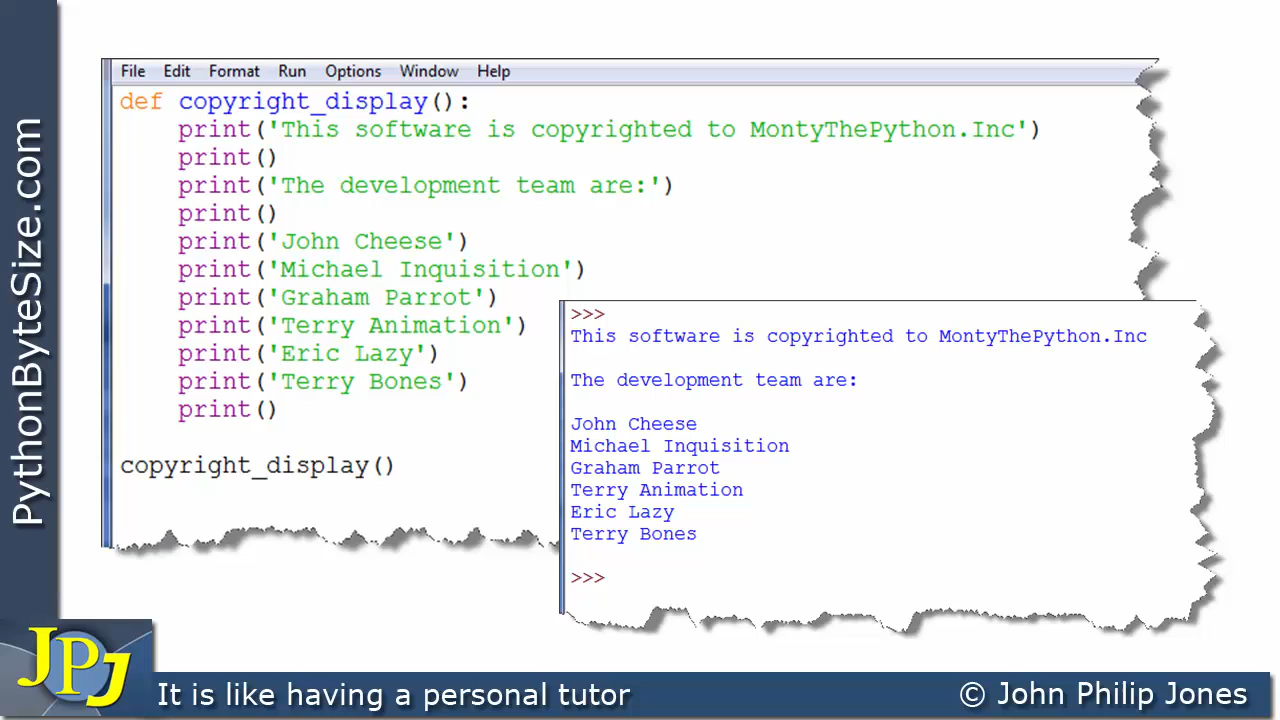 PythonByteSize.com
File Edit Format Run Options Window Help
def copyright_display():
    print('This software is copyrighted to MontyThePython.Inc')
    print()
    print('The development team are:')
    print()
    print('John Cheese')
    print('Michael Inquisition')
    print('Graham Parrot')
    print('Terry Animation')
    print('Eric Lazy')
    print('Terry Bones')
    print()
copyright_display()
>>>
This software is copyrighted to MontyThePython.Inc
The development team are:
John Cheese
Michael Inquisition
Graham Parrot
Terry Animation
Eric Lazy
Terry Bones
>>>
JPJ
It is like having a personal tutor
© John Philip Jones